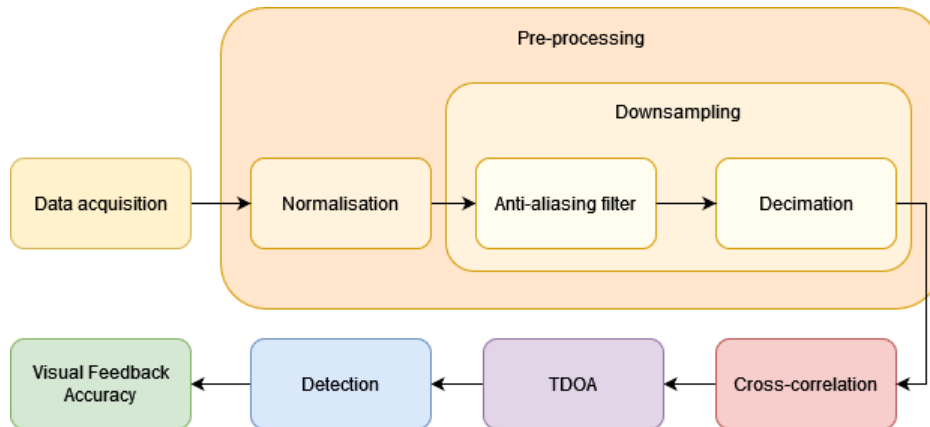 Pre-processing
Downsampling
Data acquisition
Normalisation
Anti-aliasing filter
Decimation
Visual Feedback
Accuracy
Detection
TDOA
Cross-correlation